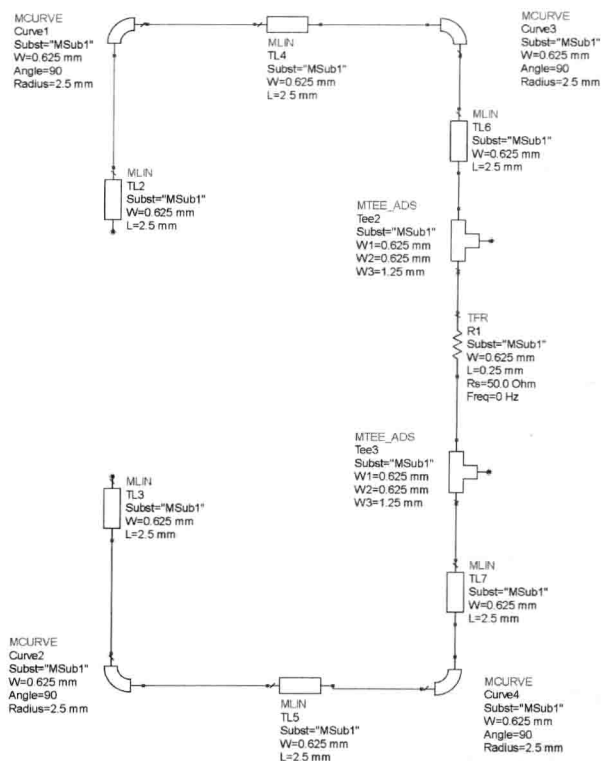 MCURVE
Curve1
Subst="MSub1"
W=0.625 mm
Angle=90
Radius=2.5 mm
MLIN
TL4
Subst="MSub1"
W=0.625 mm
L=2.5 mm
MCURVE
Curve3
Subst="MSub1"
W=0.625 mm
Angle=90
Radius=2.5 mm
MLIN
TL6
Subst="MSub1"
W=0.625 mm
L=2.5 mm
MLIN
TL2
Subst="MSub1"
W=0.625 mm
L=2.5 mm
MTEE_ADS
Tee2
Subst="MSub1"
W1=0.625 mm
W2=0.625 mm
W3=1.25 mm
TFR
R1
Subst="MSub1"
W=0.625 mm
L=0.25 mm
Rs=50.0 Ohm
Freq=0 Hz
MTEE_ADS
Tee3
Subst="MSub1"
W1=0.625 mm
W2=0.625 mm
W3=1.25 mm
MLIN
TL3
Subst="MSub1"
W=0.625 mm
L=2.5 mm
MLIN
TL7
Subst="MSub1"
W=0.625 mm
L=2.5 mm
MCURVE
Curve2
Subst="MSub1"
W=0.625 mm
Angle=90
Radius=2.5 mm
MLIN
TL5
Subst="MSub1"
W=0.625 mm
L=2.5 mm
MCURVE
Curve4
Subst="MSub1"
W=0.625 mm
Angle=90
Radius=2.5 mm